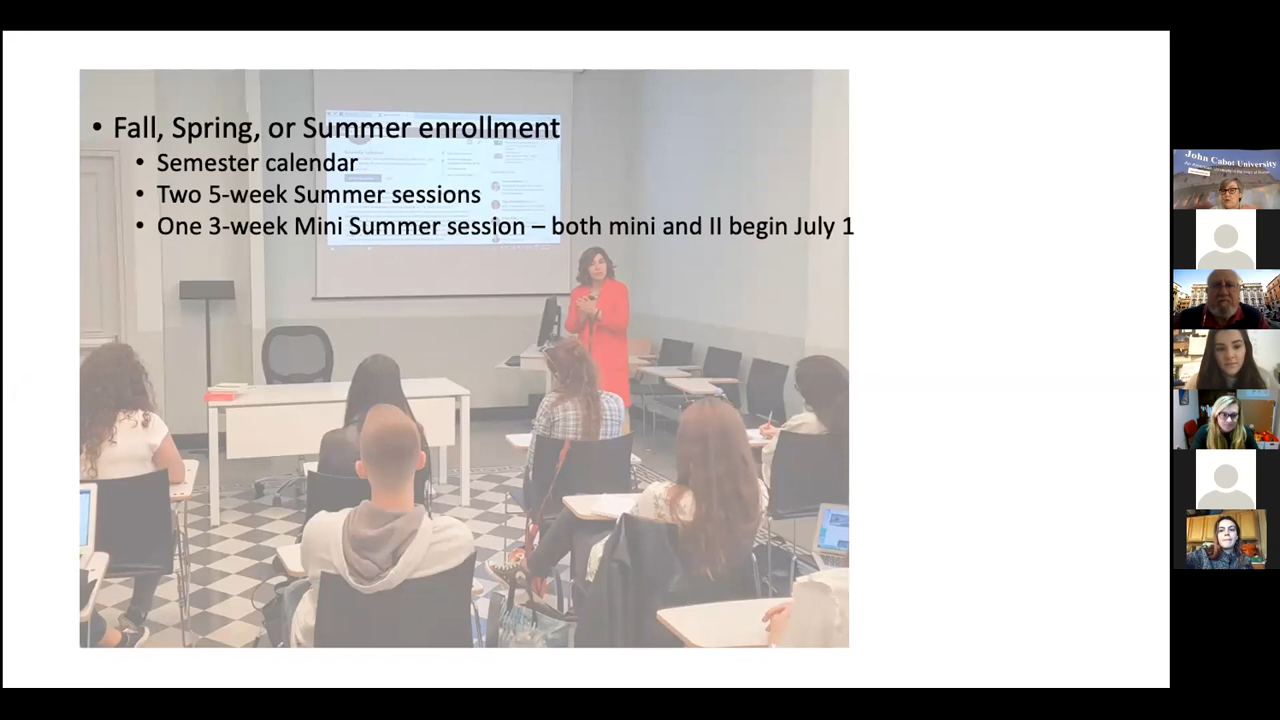 • Fall, Spring, or Summer enrollment
• Semester calendar
• Two 5-week Summer sessions
• One 3-week Mini Summer session – both mini and II begin July 1
John Cabot University